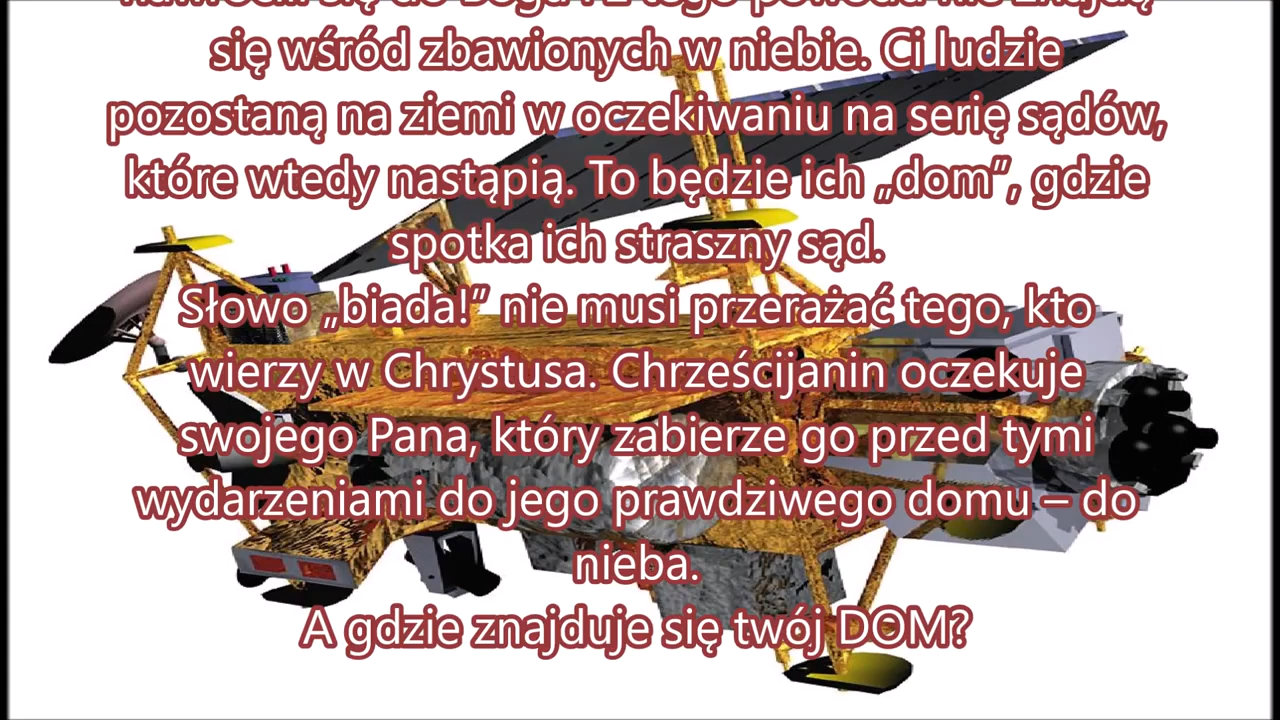 się wśród zbawionych w niebie. Ci ludzie
pozostaną na ziemi w oczekiwaniu na serię sądów,
które wtedy nastąpią. To będzie ich „dom”, gdzie
spotka ich straszny sąd.
Słowo „biada!” nie musi przerażać tego, kto
wierzy w Chrystusa. Chrześcijanin oczekuje
swojego Pana, który zabierze go przed tymi
wydarzeniami do jego prawdziwego domu – do
nieba.
A gdzie znajduje się twój DOM?